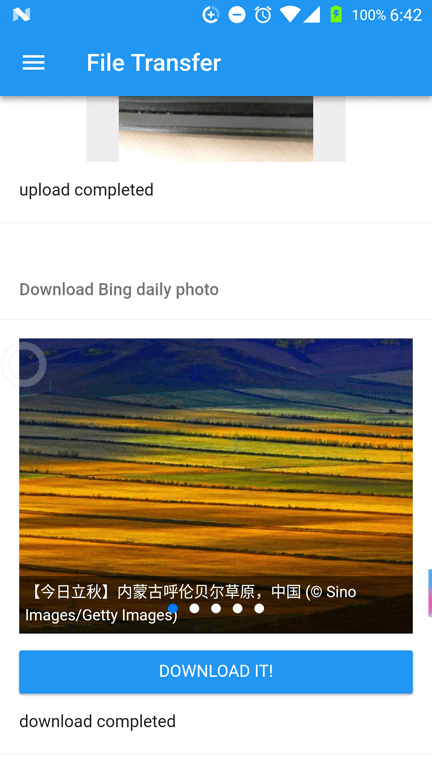 100% 6:42
File Transfer
upload completed
Download Bing daily photo
【今日立秋】内蒙古呼伦贝尔草原，中国 (© Sino
Images/Getty Images)
DOWNLOAD IT!
download completed